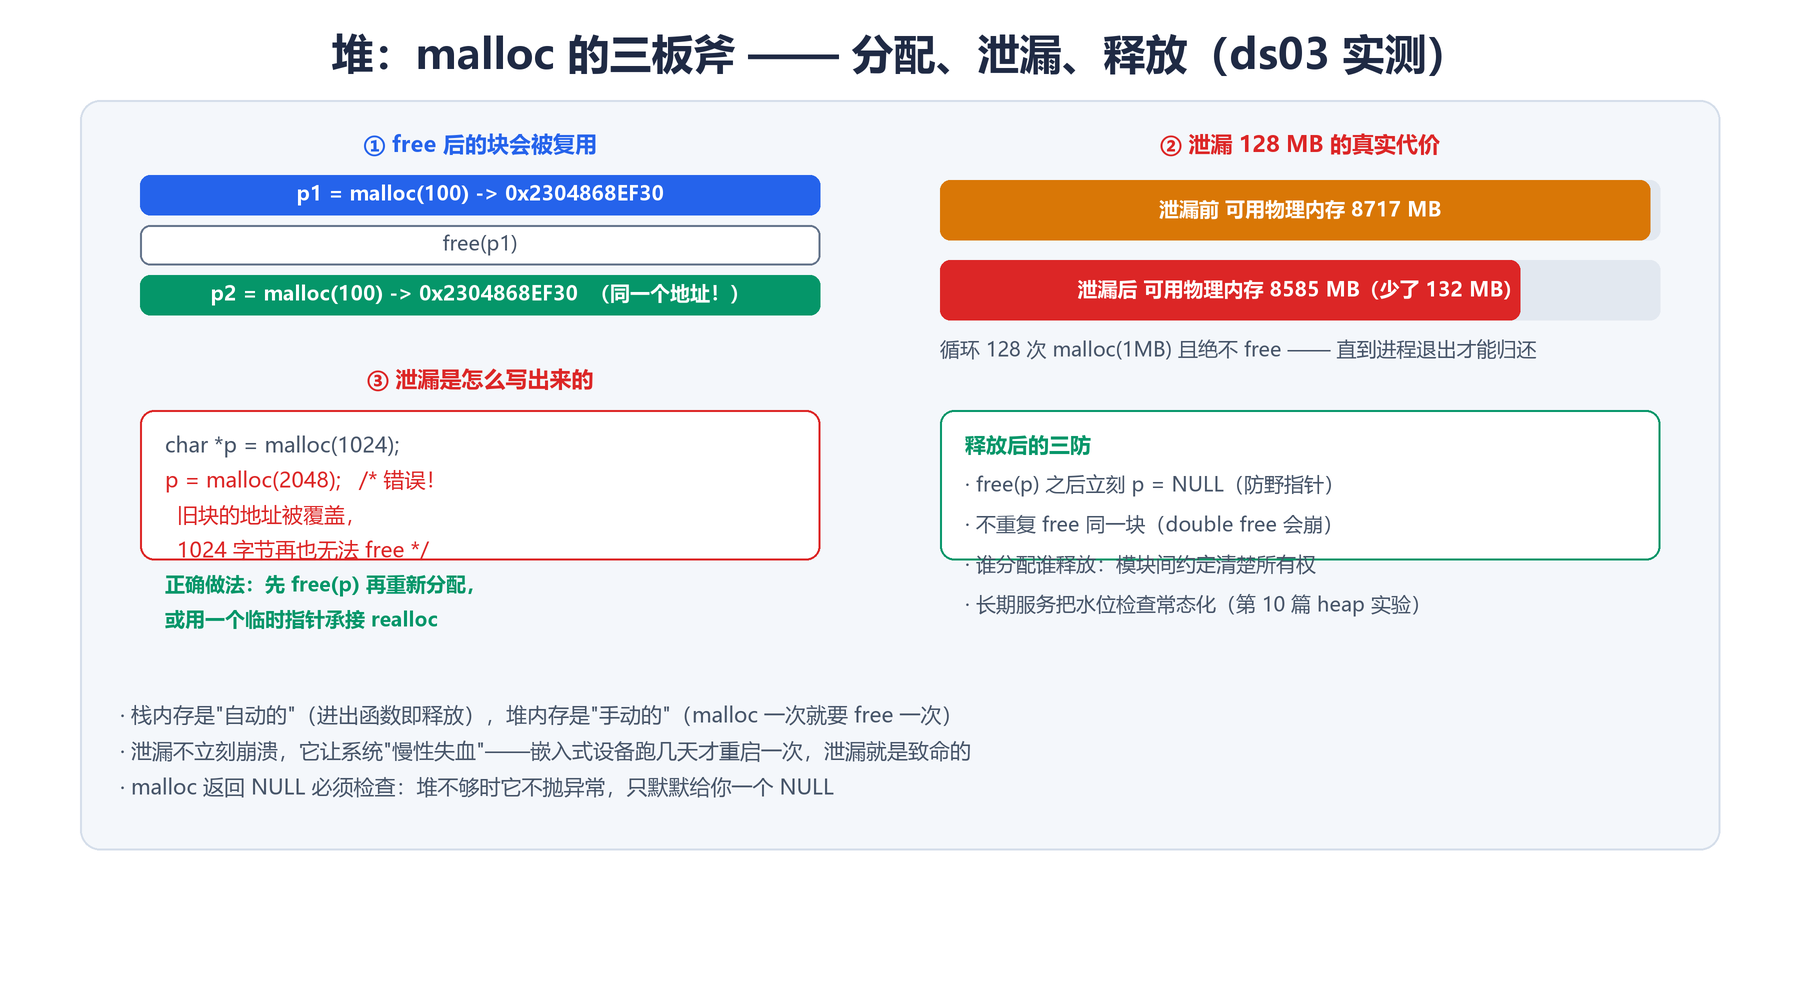 堆：malloc 的三板斧 —— 分配、泄漏、释放（ds03 实测）
① free 后的块会被复用
p1 = malloc(100) -> 0x2304868EF30
free(p1)
p2 = malloc(100) -> 0x2304868EF30 （同一个地址！）
② 泄漏 128 MB 的真实代价
泄漏前 可用物理内存 8717 MB
泄漏后 可用物理内存 8585 MB（少了 132 MB）
循环 128 次 malloc(1MB) 且绝不 free —— 直到进程退出才能归还
③ 泄漏是怎么写出来的
char *p = malloc(1024);
p = malloc(2048); /* 错误！
旧块的地址被覆盖，
1024 字节再也无法 free */
正确做法：先 free(p) 再重新分配，
或用一个临时指针承接 realloc
释放后的三防
· free(p) 之后立刻 p = NULL（防野指针）
· 不重复 free 同一块（double free 会崩）
· 谁分配谁释放：模块间约定清楚所有权
· 长期服务把水位检查常态化（第 10 篇 heap 实验）
· 栈内存是"自动的"（进出函数即释放），堆内存是"手动的"（malloc 一次就要 free 一次）
· 泄漏不立刻崩溃，它让系统"慢性失血"——嵌入式设备跑几天才重启一次，泄漏就是致命的
· malloc 返回 NULL 必须检查：堆不够时它不抛异常，只默默给你一个 NULL